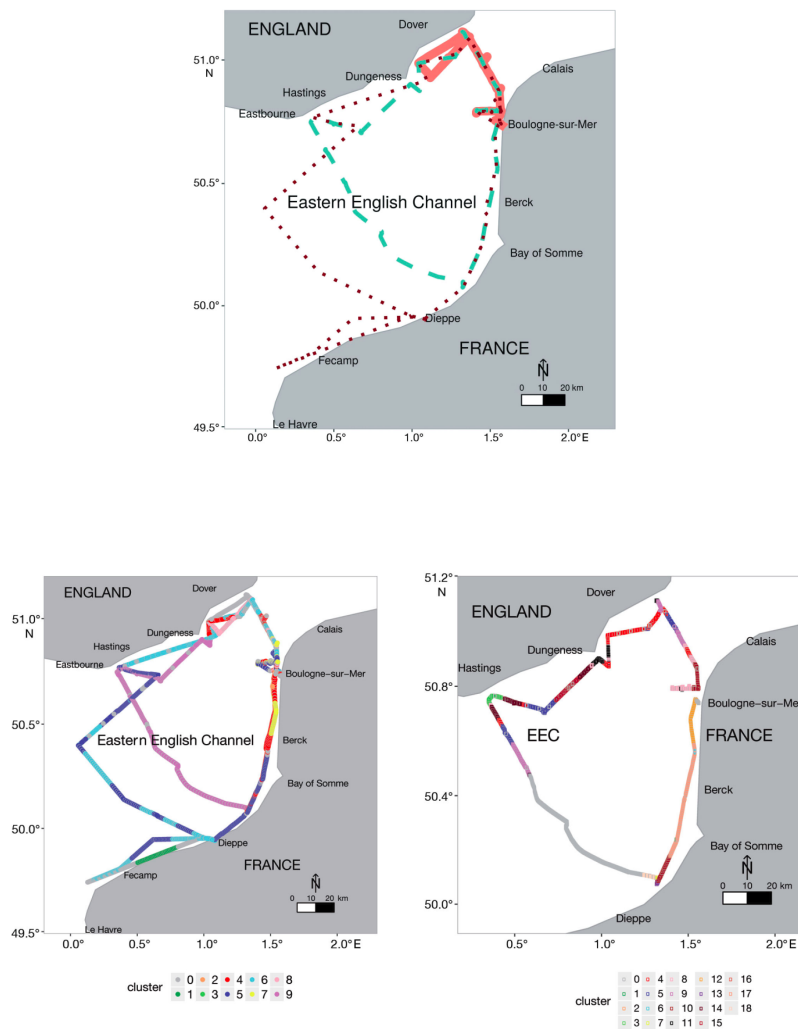 ENGLAND
Dover
51.0°
N
Calais
Dungeness
Hastings
Eastbourne
Boulogne-sur-Mer
50.5°
Eastern English Channel
Berck
Bay of Somme
50.0°
Dieppe
FRANCE
Fecamp
N
0 10 20 km
Le Havre
49.5°
0.0° 0.5° 1.0° 1.5° 2.0° E
ENGLAND
Dover
51.0°
N
Calais
Dungeness
Hastings
Eastbourne
Boulogne-sur-Mer
50.5°
Eastern English Channel
Berck
Bay of Somme
50.0°
Dieppe
Fecamp
FRANCE
N
0 10 20 km
Le Havre
49.5°
0.0° 0.5° 1.0° 1.5° 2.0° E
cluster
0 2 4 6 8
1 3 5 7 9
51.2°
N
Dover
ENGLAND
Calais
Dungeness
Hastings
50.8°
Boulogne-sur-Mer
EEC
FRANCE
Berck
50.4°
Bay of Somme
N
0 10 20 km
Dieppe
50.0°
0.5° 1.0° 1.5° 2.0° E
cluster
0 4 8 12 16
1 5 9 13 17
2 6 10 14 18
3 7 11 15